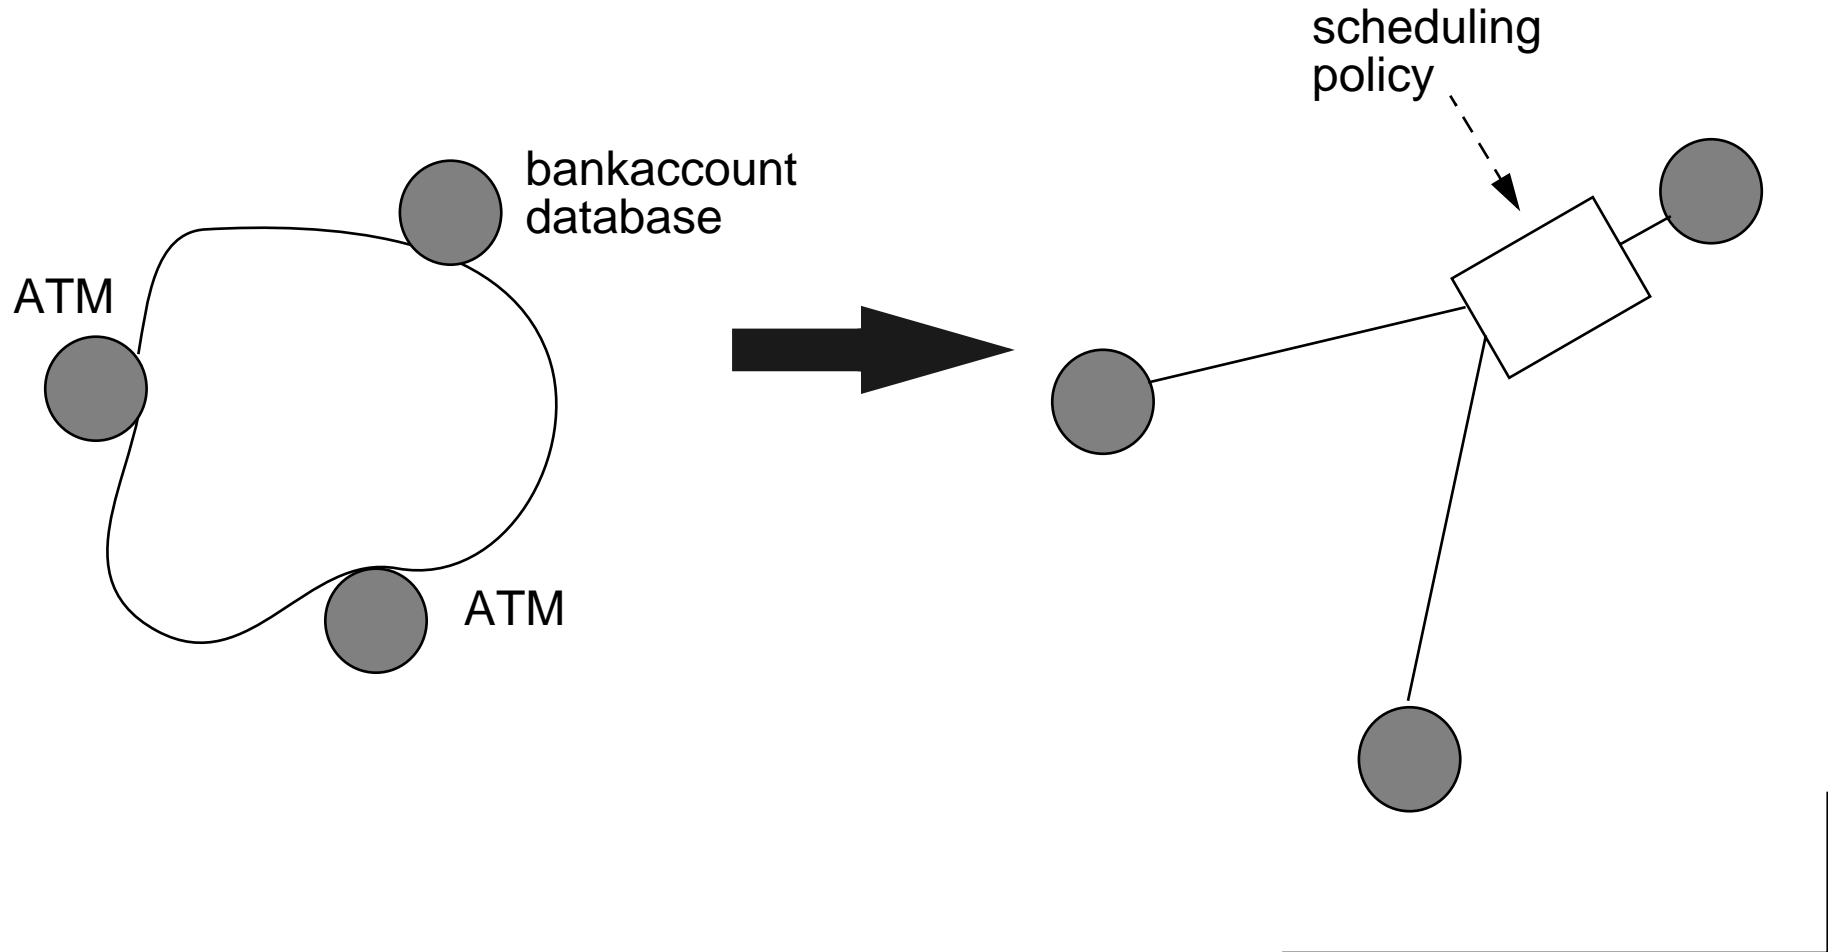 scheduling
policy
bankaccount
database
ATM
ATM